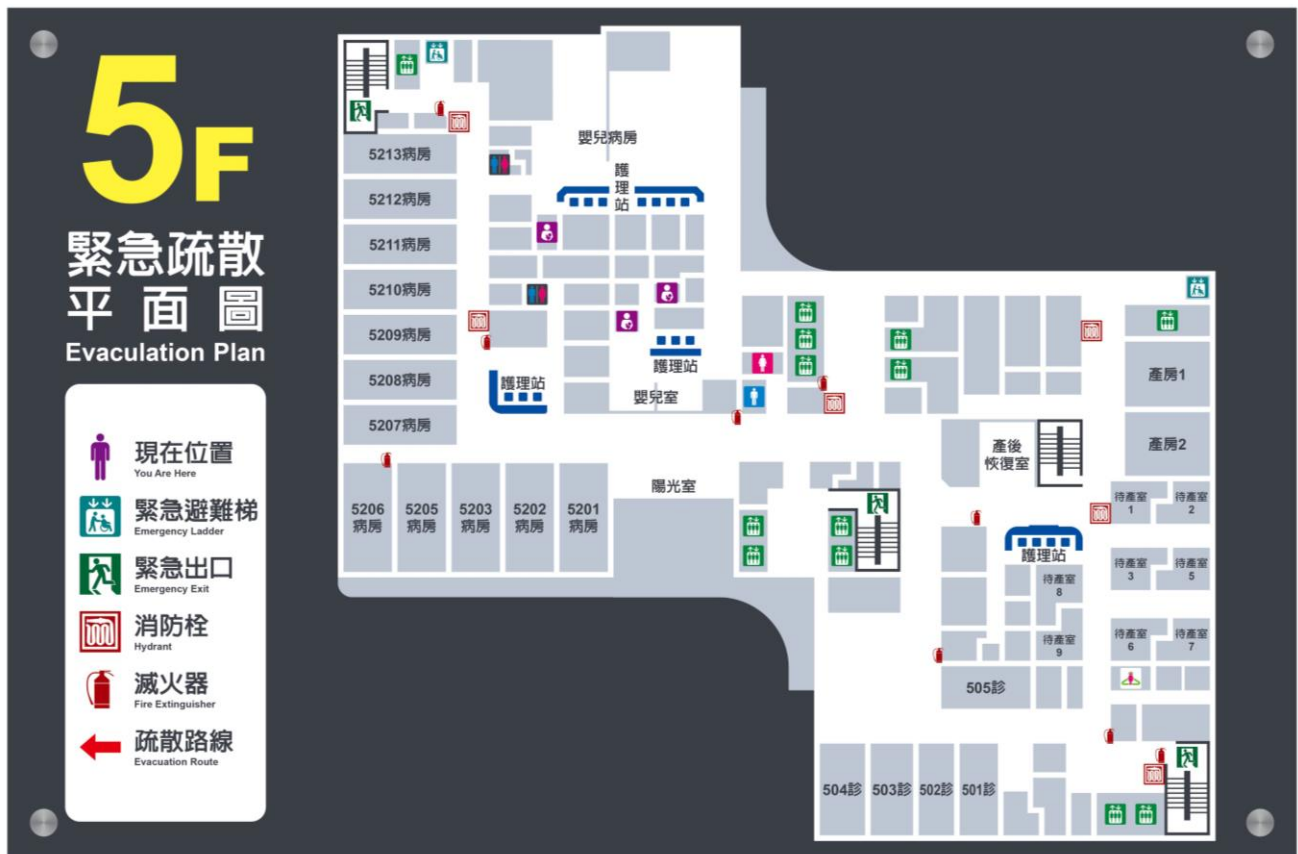 5F
緊急疏散
平面圖
Evaculation Plan
現在位置
You Are Here
緊急避難梯
Emergency Ladder
緊急出口
Emergency Exit
消防栓
Hydrant
滅火器
Fire Extinguisher
疏散路線
Evacuation Route
嬰兒病房
護理站
5213病房
5212病房
5211病房
5210病房
5209病房
5208病房
5207病房
護理站
護理站
嬰兒室
5206
病房
5205
病房
5203
病房
5202
病房
5201
病房
陽光室
產房1
產房2
產後
恢復室
護理站
待產室
1
待產室
2
待產室
3
待產室
5
待產室
8
待產室
9
待產室
6
待產室
7
505診
504診
503診
502診
501診